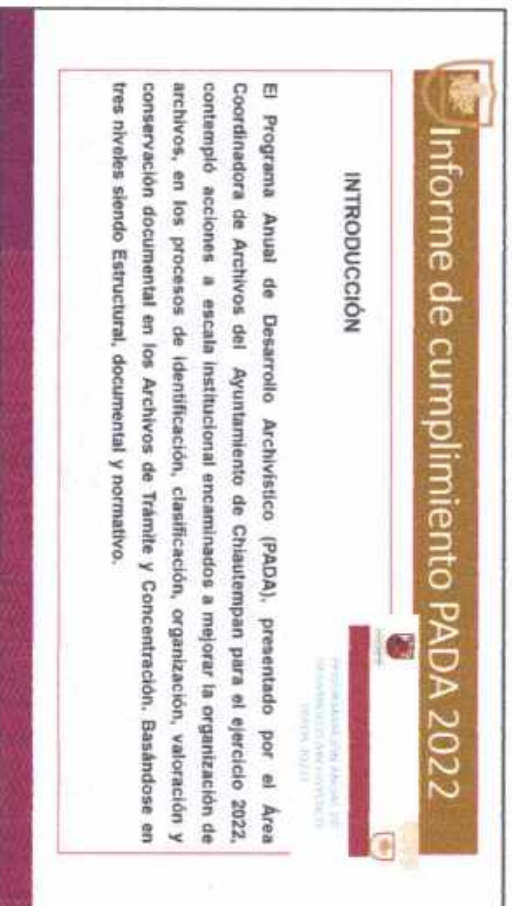 Informe de cumplimiento PADA 2022
INTRODUCCIÓN
El Programa Anual de Desarrollo Archivístico (PADA), presentado por el Área
Coordinadora de Archivos del Ayuntamiento de Chiautempan para el ejercicio 2022,
contempló acciones a escala institucional encaminados a mejorar la organización de
archivos, en los procesos de identificación, clasificación, organización, valoración y
conservación documental en los Archivos de Trámite y Concentración. Basándose en
tres niveles siendo Estructural, documental y normativo.